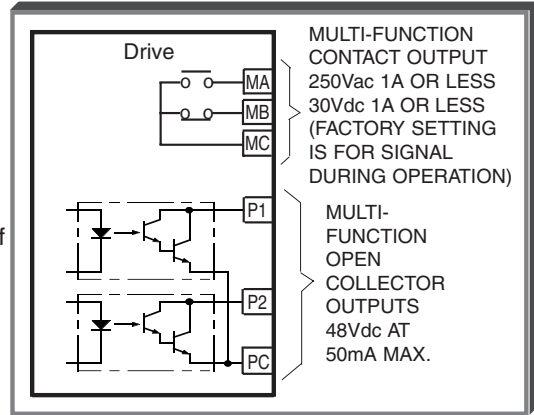 Drive
MA
MB
MC
MULTI-FUNCTION
CONTACT OUTPUT
250Vac 1A OR LESS
30Vdc 1A OR LESS
(FACTORY SETTING
IS FOR SIGNAL
DURING OPERATION)
f
P1
P2
PC
MULTI-
FUNCTION
OPEN
COLLECTOR
OUTPUTS
48Vdc AT
50mA MAX.